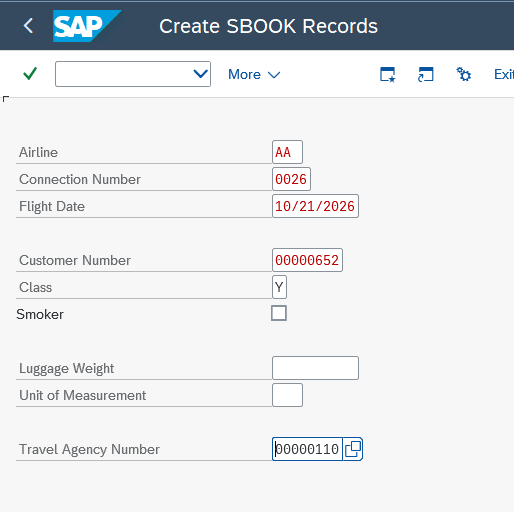 SAP Create SBOOK Records
More
Airline AA
Connection Number 0026
Flight Date 10/21/2026
Customer Number 00000652
Class Y
Smoker
Luggage Weight
Unit of Measurement
Travel Agency Number 00000110